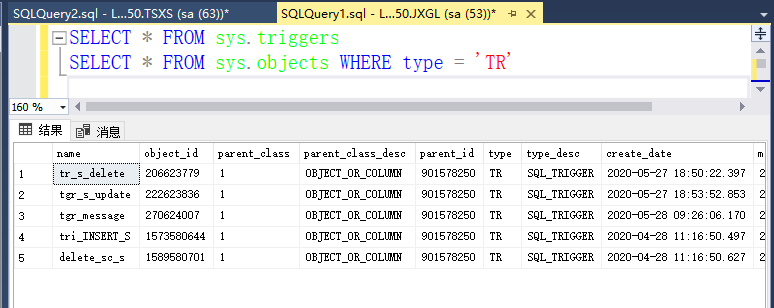 SQLQuery2.sql - L...50.TSXS (sa (63))* SQLQuery1.sql - L...50.JXGL (sa (53))*
SELECT * FROM sys.triggers
SELECT * FROM sys.objects WHERE type = 'TR'
160 %
结果 消息
name object_id parent_class parent_class_desc parent_id type type_desc create_date m
1 tr_s_delete 206623779 1 OBJECT_OR_COLUMN 901578250 TR SQL_TRIGGER 2020-05-27 18:50:22.397 2
2 tgr_s_update 222623836 1 OBJECT_OR_COLUMN 901578250 TR SQL_TRIGGER 2020-05-27 18:53:52.853 2
3 tgr_message 270624007 1 OBJECT_OR_COLUMN 901578250 TR SQL_TRIGGER 2020-05-28 09:26:06.170 2
4 tri_INSERT_S 1573580644 1 OBJECT_OR_COLUMN 901578250 TR SQL_TRIGGER 2020-04-28 11:16:50.497 2
5 delete_sc_s 1589580701 1 OBJECT_OR_COLUMN 901578250 TR SQL_TRIGGER 2020-04-28 11:16:50.627 2